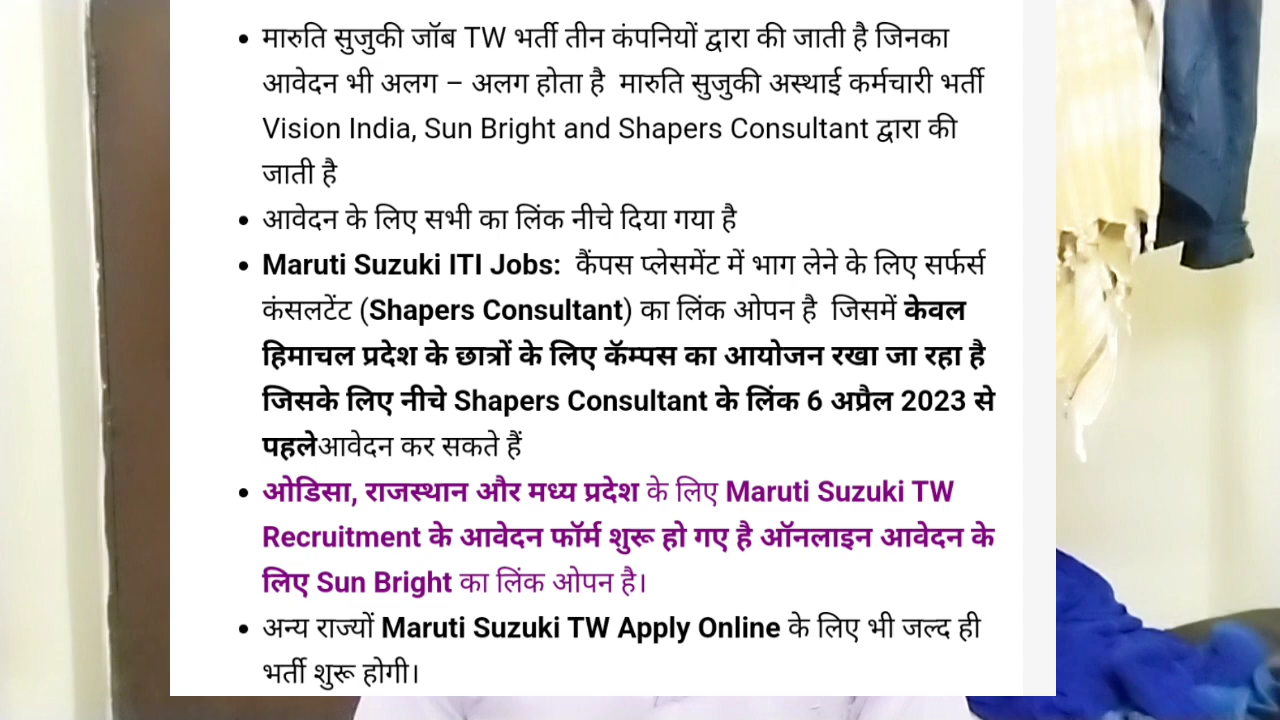 मारुति सुजुकी जॉब TW भर्ती तीन कंपनियों द्वारा की जाती है जिनका
आवेदन भी अलग – अलग होता है मारुति सुजुकी अस्थाई कर्मचारी भर्ती
Vision India, Sun Bright and Shapers Consultant द्वारा की
जाती है
आवेदन के लिए सभी का लिंक नीचे दिया गया है
Maruti Suzuki ITI Jobs: कैंपस प्लेसमेंट में भाग लेने के लिए सर्फर्स
कंसलटेंट (Shapers Consultant) का लिंक ओपन है जिसमें केवल
हिमाचल प्रदेश के छात्रों के लिए कॅम्पस का आयोजन रखा जा रहा है
जिसके लिए नीचे Shapers Consultant के लिंक 6 अप्रैल 2023 से
पहलेआवेदन कर सकते हैं
ओडिसा, राजस्थान और मध्य प्रदेश के लिए Maruti Suzuki TW
Recruitment के आवेदन फॉर्म शुरू हो गए है ऑनलाइन आवेदन के
लिए Sun Bright का लिंक ओपन है।
अन्य राज्यों Maruti Suzuki TW Apply Online के लिए भी जल्द ही
भर्ती शुरू होगी।